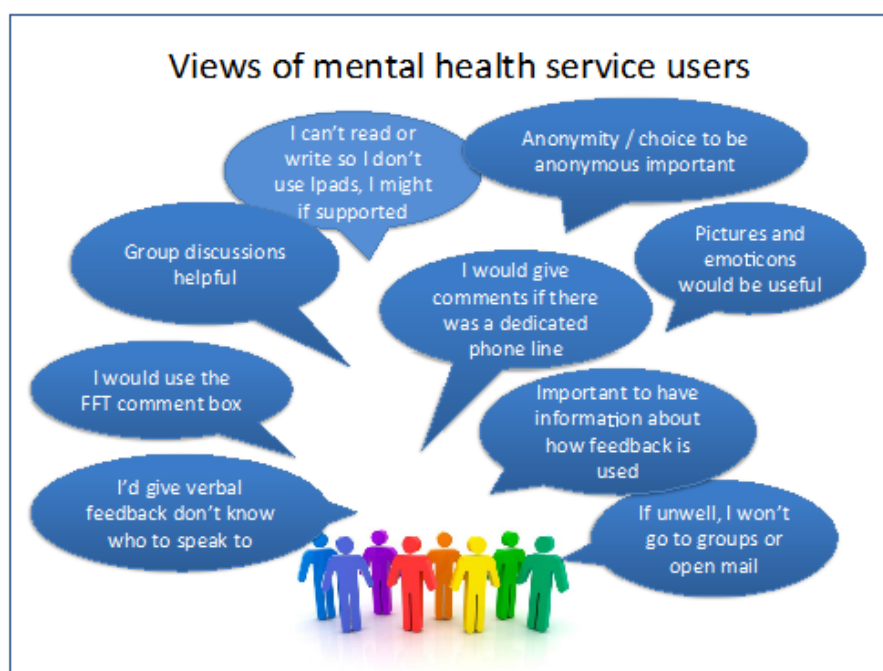 Views of mental health service users
I can't read or
write so I don't
use Ipads, I might
if supported
Anonymity / choice to be
anonymous important
Group discussions
helpful
I would give
comments if there
was a dedicated
phone line
Pictures and
emoticons
would be useful
I would use the
FFT comment box
Important to have
information about
how feedback is
used
I'd give verbal
feedback don't know
who to speak to
If unwell, I won't
go to groups or
open mail